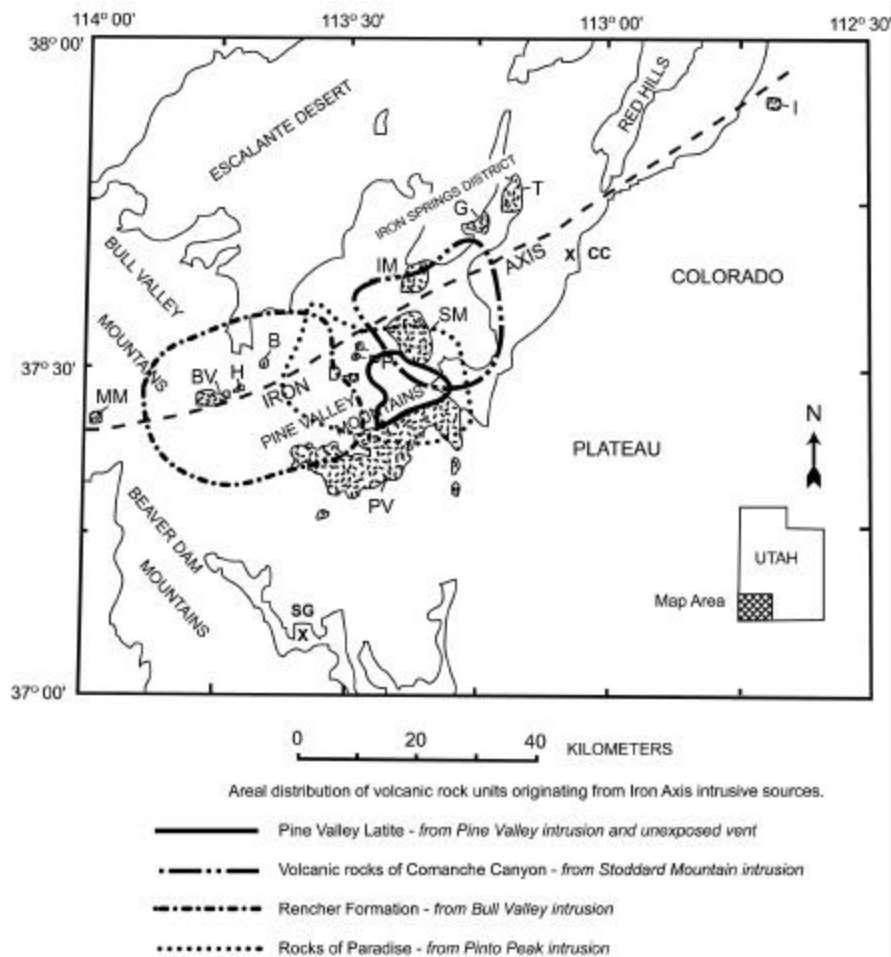 114° 00'
113° 30'
113° 00'
112° 30'
38° 00'
RED HILLS
I
ESCALANTE DESERT
IRON SPRINGS DISTRICT
T
G
BULL VALLEY
MOUNTAINS
IM
AXIS
X CC
COLORADO
SM
37° 30'
B
H
BV
IRON
MM
PINE VALLEY
MOUNTAINS
N
PLATEAU
PV
BEAVER DAM
MOUNTAINS
UTAH
Map Area
SG
X
37° 00'
0 20 40 KILOMETERS
Areal distribution of volcanic rock units originating from Iron Axis intrusive sources.
Pine Valley Latite - from Pine Valley intrusion and unexposed vent
Volcanic rocks of Comanche Canyon - from Stoddard Mountain intrusion
Rencher Formation - from Bull Valley intrusion
Rocks of Paradise - from Pinto Peak intrusion